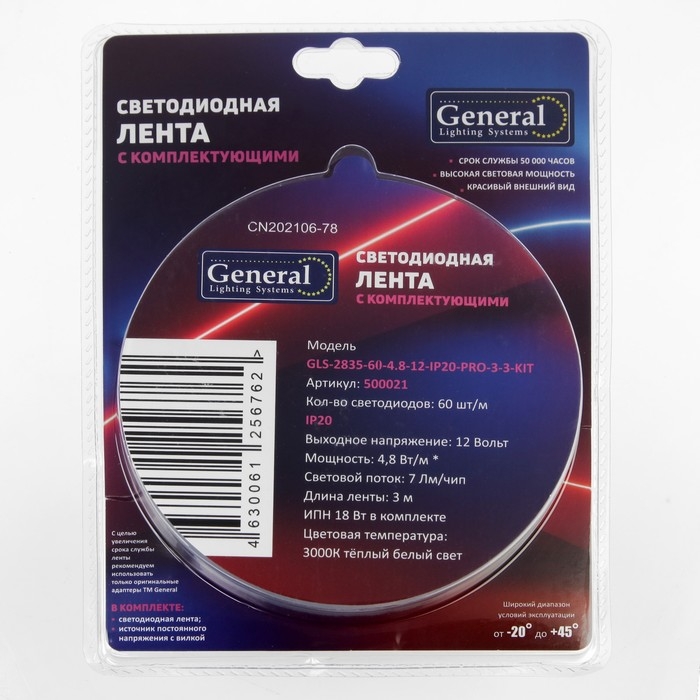 СВЕТОДИОДНАЯ
ЛЕНТА
С КОМПЛЕКТУЮЩИМИ
General
Lighting Systems
• СРОК СЛУЖБЫ 50 000 ЧАСОВ
• ВЫСОКАЯ СВЕТОВАЯ МОЩНОСТЬ
• КРАСИВЫЙ ВНЕШНИЙ ВИД
CN202106-78
General
Lighting Systems
СВЕТОДИОДНАЯ
ЛЕНТА
С КОМПЛЕКТУЮЩИМИ
Модель
GLS-2835-60-4.8-12-IP20-PRO-3-3-KIT
Артикул: 500021
Кол-во светодиодов: 60 шт/м
IP20
Выходное напряжение: 12 Вольт
Мощность: 4,8 Вт/м *
Световой поток: 7 Лм/чип
Длина ленты: 3 м
ИПН 18 Вт в комплекте
Цветовая температура:
3000К тёплый белый свет
4 630061 256762 >
С целью
увеличения
срока службы
ленты
рекомендуем
использовать
только оригинальные
адаптеры ТМ General
В КОМПЛЕКТЕ:
• светодиодная лента;
• источник постоянного
напряжения с вилкой
Широкий диапазон
условий эксплуатации
от -20° до +45°